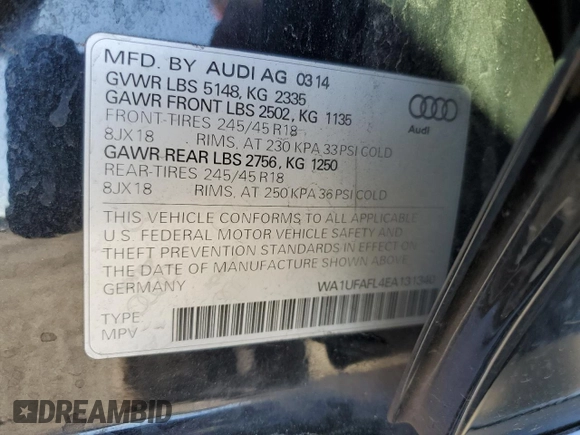 MFD. BY AUDI AG 03 14
GVWR LBS 5148, KG 2335
GAWR FRONT LBS 2502, KG 1135
FRONT-TIRES 245/45 R18
8JX18 RIMS, AT 230 KPA 33 PSI COLD
GAWR REAR LBS 2756, KG 1250
REAR-TIRES 245/45 R18
8JX18 RIMS, AT 250 KPA 36 PSI COLD
Audi
THIS VEHICLE CONFORMS TO ALL APPLICABLE
U.S. FEDERAL MOTOR VEHICLE SAFETY AND
THEFT PREVENTION STANDARDS IN EFFECT ON
THE DATE OF MANUFACTURE SHOWN ABOVE
GERMANY WA1UFAFL4EA131340
TYPE
MPV
DREAMBID